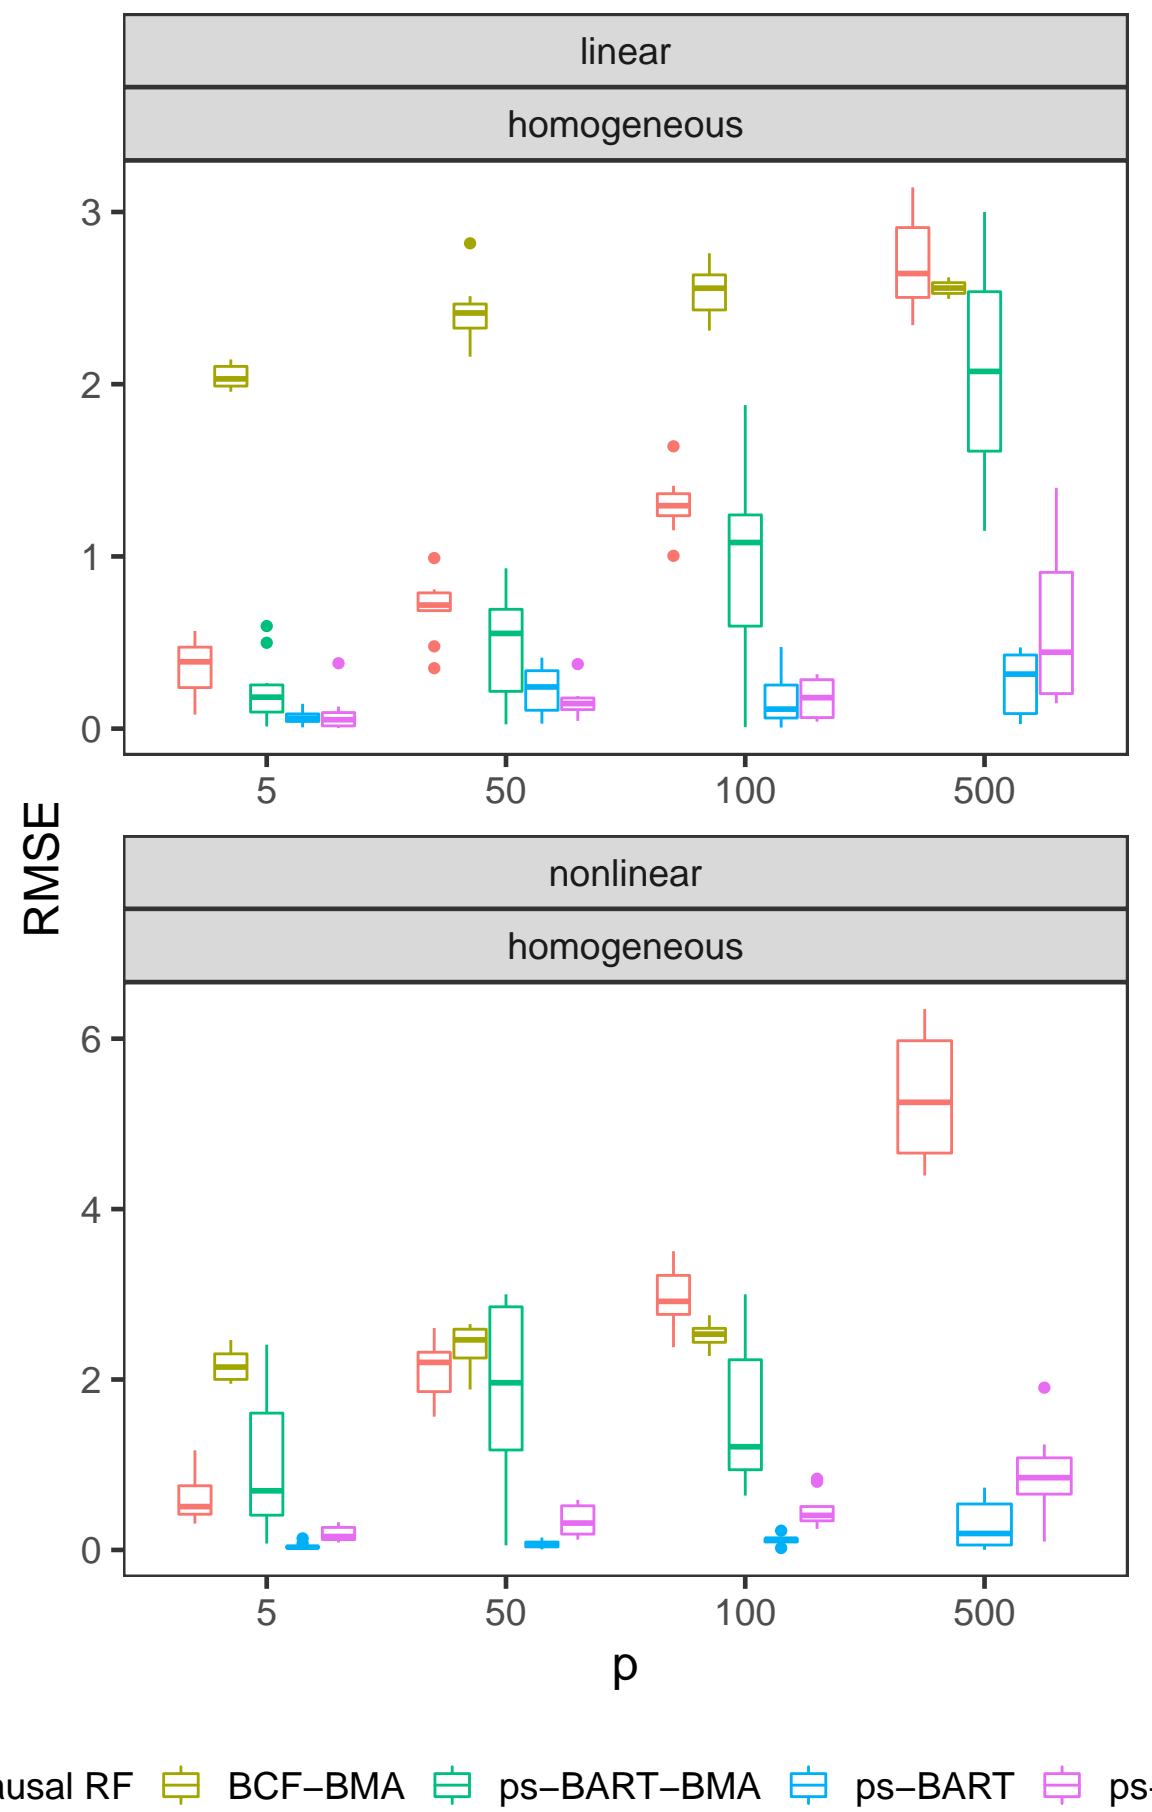 linear
homogeneous
3
2
1
0
5 50 100 500
RMSE
nonlinear
homogeneous
6
4
2
0
5 50 100 500
p
ausal RF BCF−BMA ps−BART−BMA ps−BART ps-